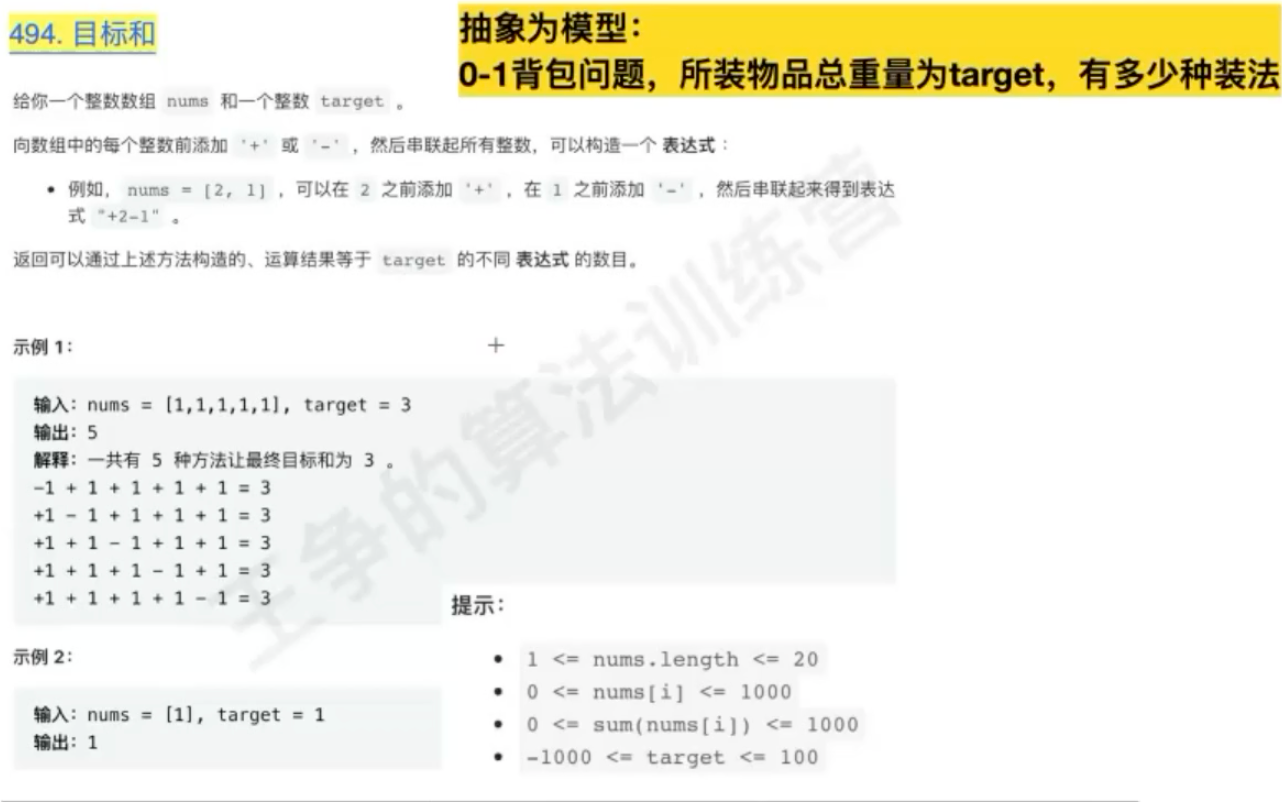 494. 目标和
抽象为模型：
0-1背包问题，所装物品总重量为target，有多少种装法
给你一个整数数组 nums 和一个整数 target 。
向数组中的每个整数前添加 '+' 或 '-' ，然后串联起所有整数，可以构造一个 表达式 ：
• 例如，nums = [2, 1] ，可以在 2 之前添加 '+' ，在 1 之前添加 '-' ，然后串联起来得到表达
式 "+2-1" 。
返回可以通过上述方法构造的、运算结果等于 target 的不同 表达式 的数目。
示例 1：
输入：nums = [1,1,1,1,1], target = 3
输出：5
解释：一共有 5 种方法让最终目标和为 3 。
-1 + 1 + 1 + 1 + 1 = 3
+1 - 1 + 1 + 1 + 1 = 3
+1 + 1 - 1 + 1 + 1 = 3
+1 + 1 + 1 - 1 + 1 = 3
+1 + 1 + 1 + 1 - 1 = 3
示例 2：
输入：nums = [1], target = 1
输出：1
提示：
• 1 <= nums.length <= 20
• 0 <= nums[i] <= 1000
• 0 <= sum(nums[i]) <= 1000
• -1000 <= target <= 100
王争的算法训练营